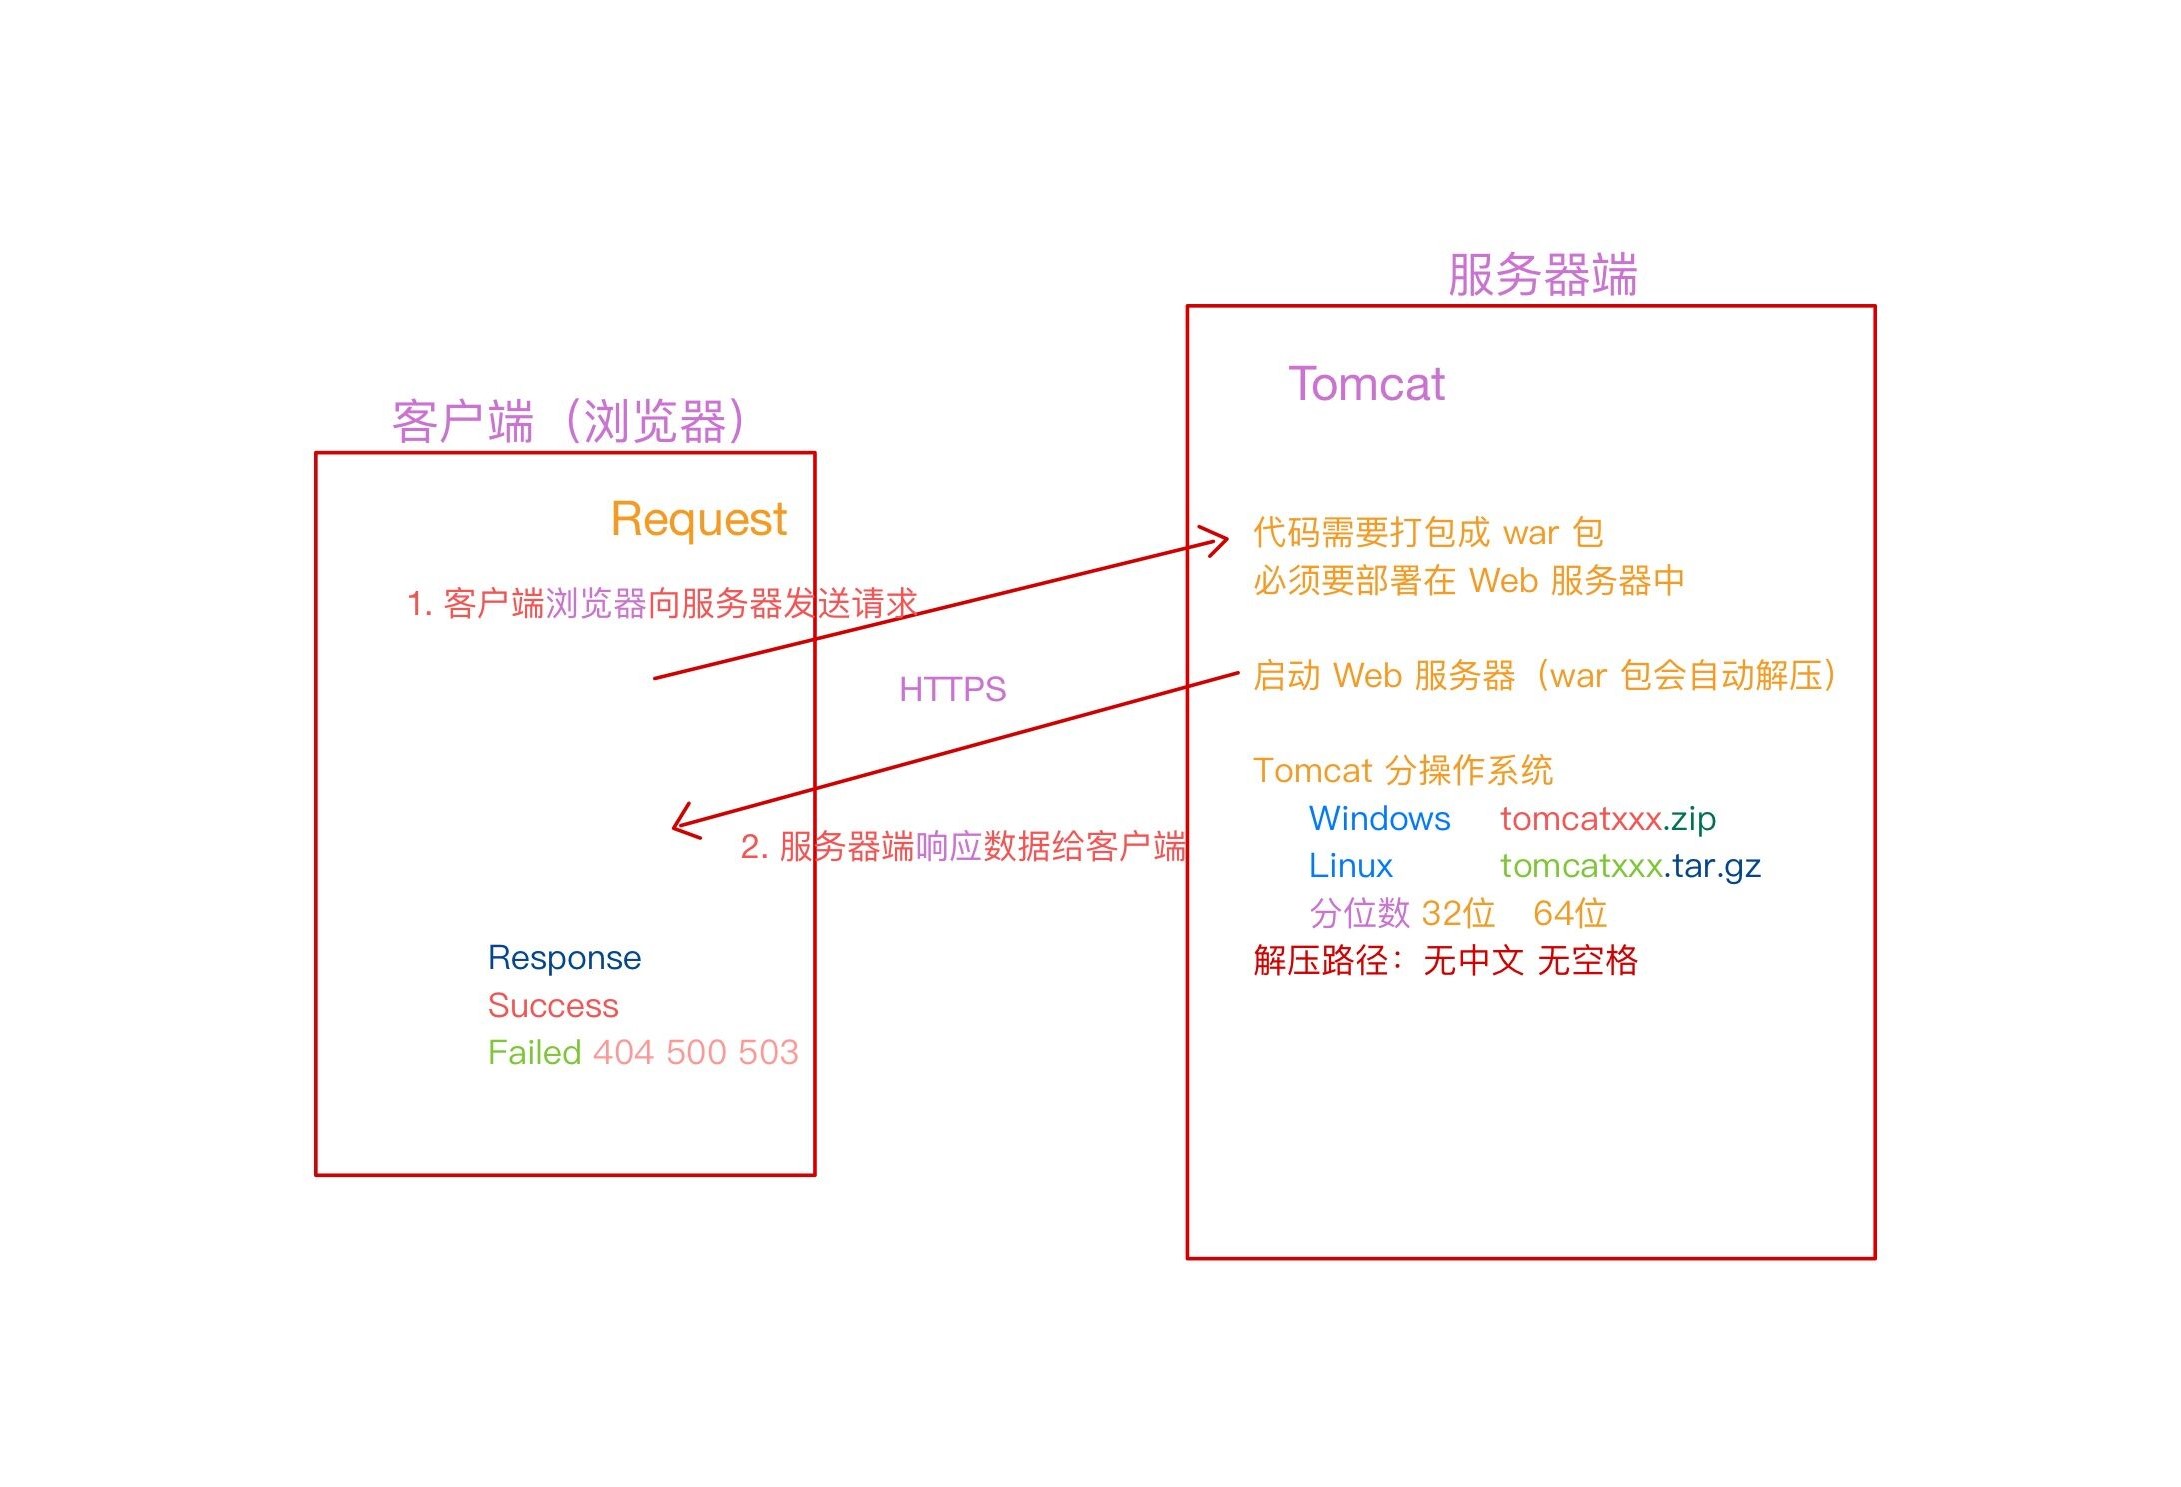 客户端（浏览器）
Request
1. 客户端浏览器向服务器发送请求
HTTPS
2. 服务器端响应数据给客户端
Response
Success
Failed 404 500 503
服务器端
Tomcat
代码需要打包成 war 包
必须要部署在 Web 服务器中
启动 Web 服务器（war 包会自动解压）
Tomcat 分操作系统
Windows tomcatxxx.zip
Linux tomcatxxx.tar.gz
分位数 32位 64位
解压路径：无中文 无空格